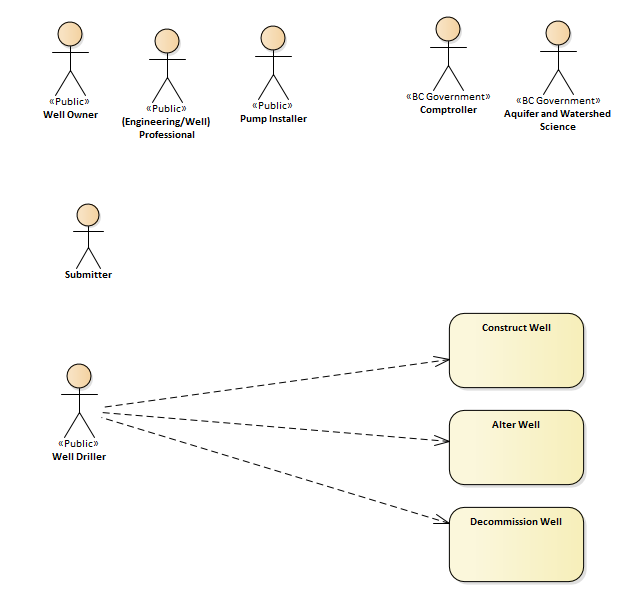 «Public»
Well Owner
«Public»
(Engineering/Well)
Professional
«Public»
Pump Installer
«BC Government»
Comptroller
«BC Government»
Aquifer and Watershed
Science
Submitter
Construct Well
Alter Well
«Public»
Well Driller
Decommission Well